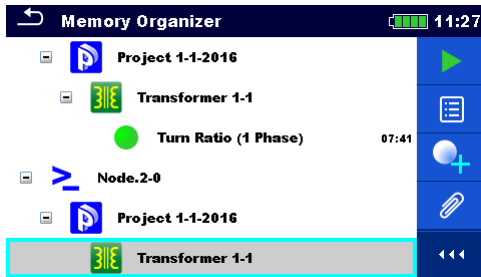 Memory Organizer 11:27
Project 1-1-2016
Transformer 1-1
Turn Ratio (1 Phase) 07:41
Node.2-0
Project 1-1-2016
Transformer 1-1